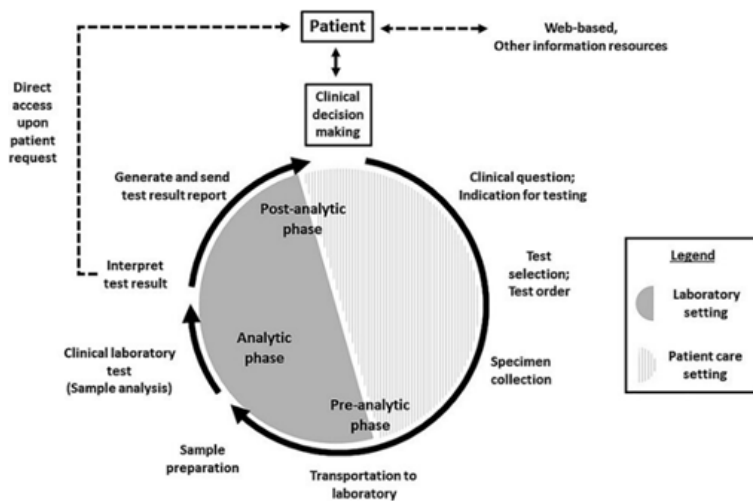 Patient
Web-based,
Other information resources
Direct
access
upon
patient
request
Clinical
decision
making
Generate and send
test result report
Clinical question;
Indication for testing
Post-analytic
phase
Interpret
test result
Test
selection;
Test order
Legend
Laboratory
setting
Patient care
setting
Analytic
phase
Clinical laboratory
test
(Sample analysis)
Specimen
collection
Pre-analytic
phase
Sample
preparation
Transportation to
laboratory